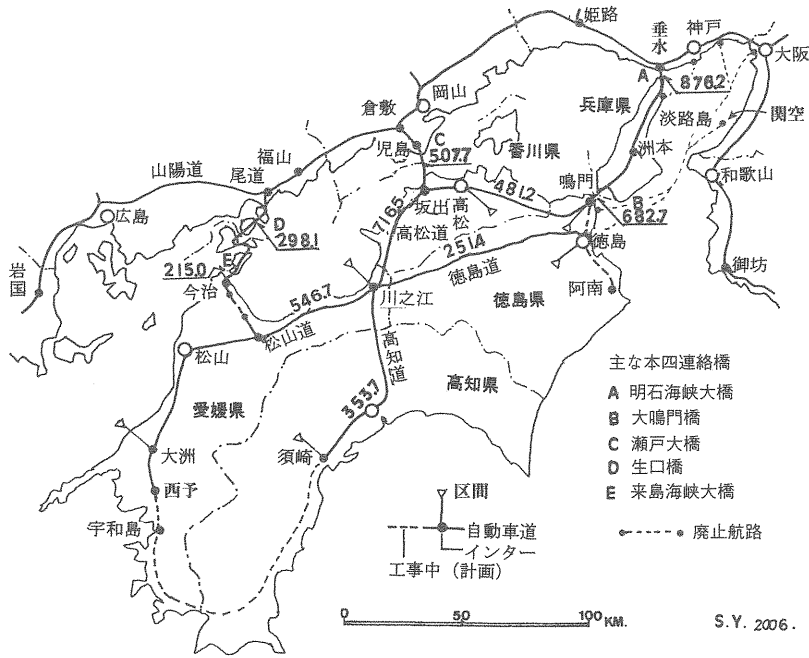 姫路
垂水
神戸
大阪
A
876.2
岡山
兵庫県
淡路島
関空
倉敷
児島
C
507.7
香川県
洲本
福山
山陽道
尾道
鳴門
和歌山
広島
坂出
高松
481.2
B
682.7
D
298.1
716.5
高松道
251.4
徳島
E
215.0
徳島道
御坊
岩国
今治
546.7
川之江
徳島県
阿南
松山道
松山
高知道
353.7
高知県
愛媛県
大洲
須崎
西予
宇和島
主な本四連絡橋
A 明石海峡大橋
B 大鳴門橋
C 瀬戸大橋
D 生口橋
E 来島海峡大橋
区間
自動車道
インター
工事中(計画)
廃止航路
0 50 100 KM.
S.Y. 2006.